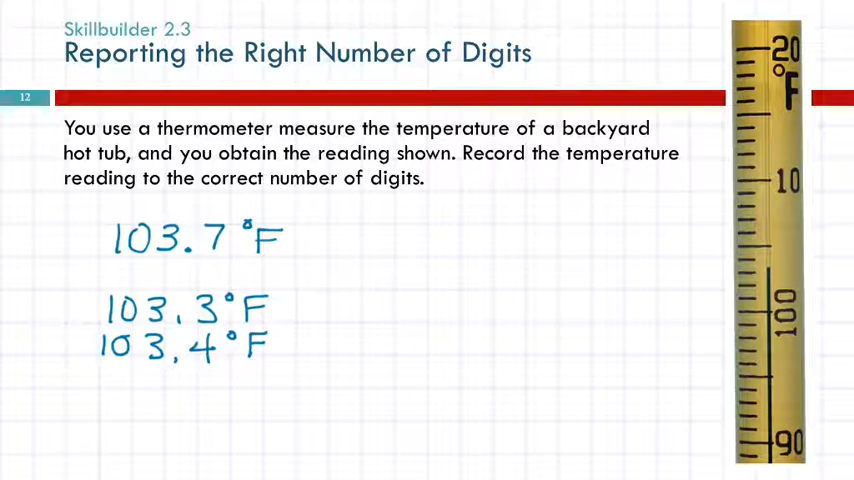 Skillbuilder 2.3
Reporting the Right Number of Digits
12
You use a thermometer measure the temperature of a backyard
hot tub, and you obtain the reading shown. Record the temperature
reading to the correct number of digits.
103.7 °F
103.3°F
103.4°F
20
°F
10
100
100
90